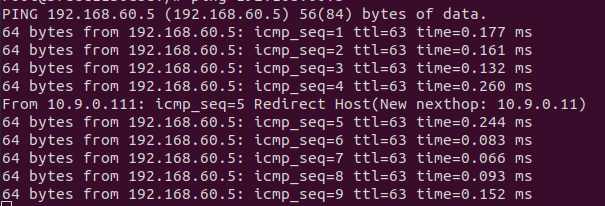 PING 192.168.60.5 (192.168.60.5) 56(84) bytes of data.
64 bytes from 192.168.60.5: icmp_seq=1 ttl=63 time=0.177 ms
64 bytes from 192.168.60.5: icmp_seq=2 ttl=63 time=0.161 ms
64 bytes from 192.168.60.5: icmp_seq=3 ttl=63 time=0.132 ms
64 bytes from 192.168.60.5: icmp_seq=4 ttl=63 time=0.260 ms
From 10.9.0.111: icmp_seq=5 Redirect Host(New nexthop: 10.9.0.11)
64 bytes from 192.168.60.5: icmp_seq=5 ttl=63 time=0.244 ms
64 bytes from 192.168.60.5: icmp_seq=6 ttl=63 time=0.083 ms
64 bytes from 192.168.60.5: icmp_seq=7 ttl=63 time=0.066 ms
64 bytes from 192.168.60.5: icmp_seq=8 ttl=63 time=0.093 ms
64 bytes from 192.168.60.5: icmp_seq=9 ttl=63 time=0.152 ms